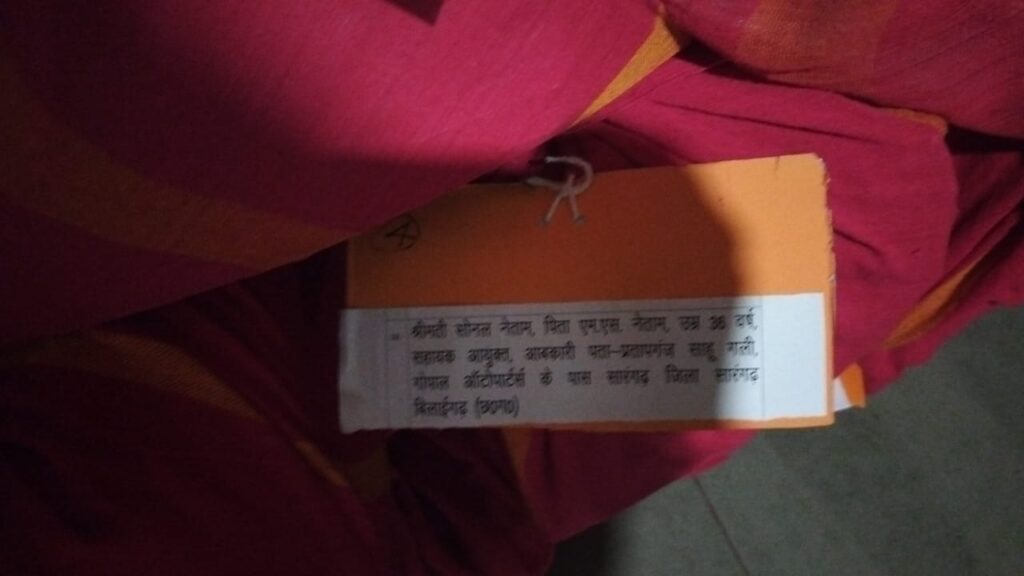 A
श्रीमती सोनल नेताम, पिता एम.एस. नेताम, उम्र 36 वर्ष,
सहायक आयुक्त, आबकारी पता–प्रतापगंज साहू गली,
गोपाल ऑटोपार्टर्स के पास सारंगढ़ जिला सारंगढ़
बिलाईगढ़ (छ0ग0)